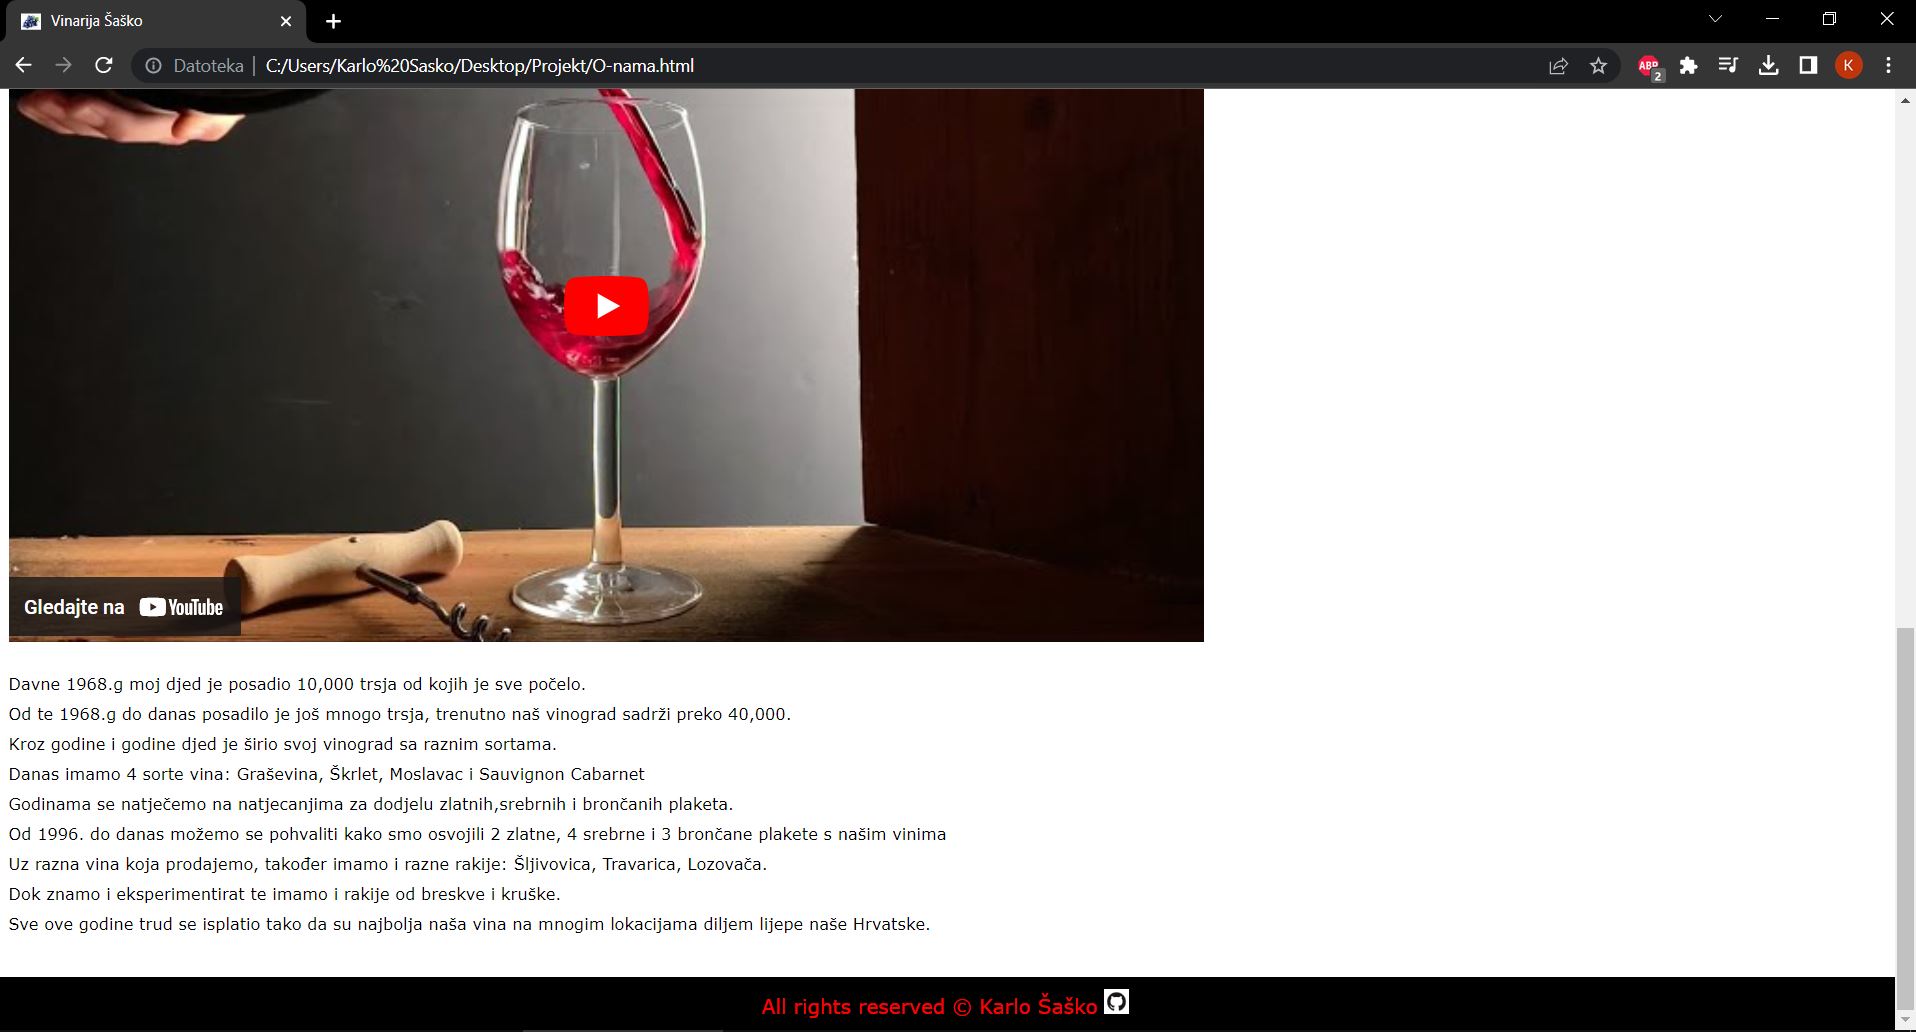 Vinarija Šaško
Datoteka | C:/Users/Karlo%20Sasko/Desktop/Projekt/O-nama.html
ABP
2
K
Gledajte na YouTube
Davne 1968.g moj djed je posadio 10,000 trsja od kojih je sve počelo.
Od te 1968.g do danas posadilo je još mnogo trsja, trenutno naš vinograd sadrži preko 40,000.
Kroz godine i godine djed je širio svoj vinograd sa raznim sortama.
Danas imamo 4 sorte vina: Graševina, Škrlet, Moslavac i Sauvignon Cabarnet
Godinama se natječemo na natjecanjima za dodjelu zlatnih,srebrnih i brončanih plaketa.
Od 1996. do danas možemo se pohvaliti kako smo osvojili 2 zlatne, 4 srebrne i 3 brončane plakete s našim vinima
Uz razna vina koja prodajemo, također imamo i razne rakije: Šljivovica, Travarica, Lozovača.
Dok znamo i eksperimentirat te imamo i rakije od breskve i kruške.
Sve ove godine trud se isplatio tako da su najbolja naša vina na mnogim lokacijama diljem lijepe naše Hrvatske.
All rights reserved © Karlo Šaško